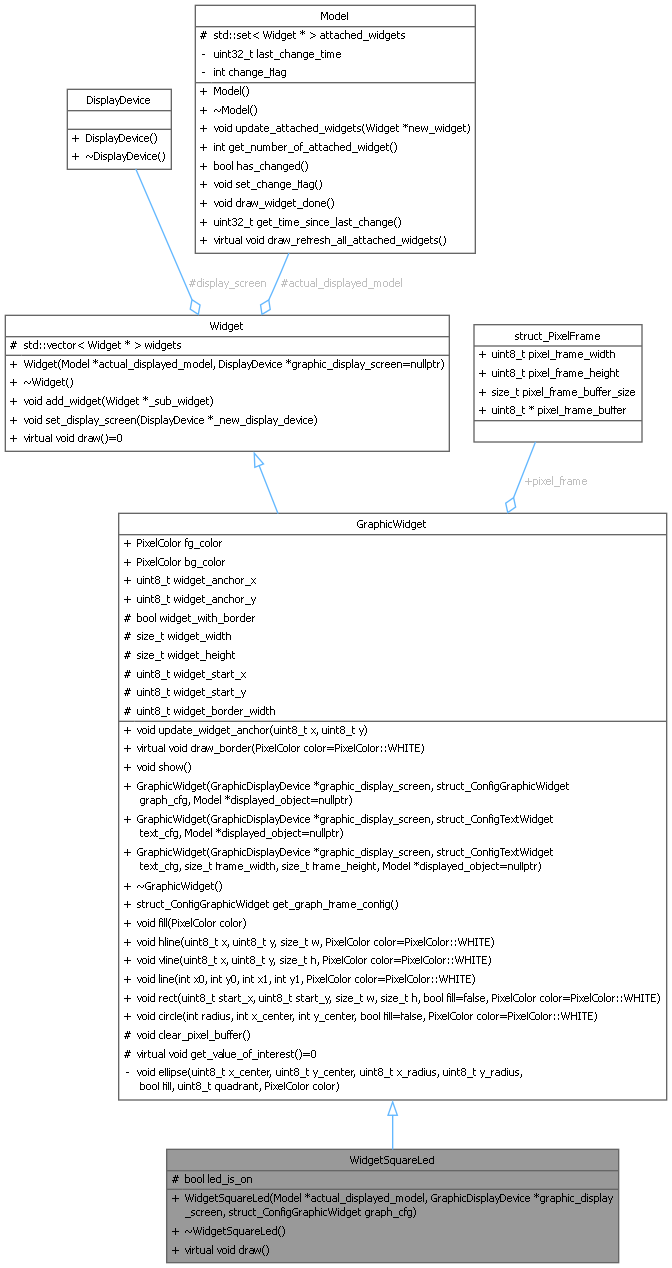 Model
# std::set< Widget * > attached_widgets
- uint32_t last_change_time
- int change_flag
+ Model()
+ ~Model()
+ void update_attached_widgets(Widget *new_widget)
+ int get_number_of_attached_widget()
+ bool has_changed()
+ void set_change_flag()
+ void draw_widget_done()
+ uint32_t get_time_since_last_change()
+ virtual void draw_refresh_all_attached_widgets()
DisplayDevice
+ DisplayDevice()
+ ~DisplayDevice()
#display_screen
#actual_displayed_model
Widget
# std::vector< Widget * > widgets
+ Widget(Model *actual_displayed_model, DisplayDevice *graphic_display_screen=nullptr)
+ ~Widget()
+ void add_widget(Widget *_sub_widget)
+ void set_display_screen(DisplayDevice *_new_display_device)
+ virtual void draw()=0
struct_PixelFrame
+ uint8_t pixel_frame_width
+ uint8_t pixel_frame_height
+ size_t pixel_frame_buffer_size
+ uint8_t * pixel_frame_buffer
+pixel_frame
GraphicWidget
+ PixelColor fg_color
+ PixelColor bg_color
+ uint8_t widget_anchor_x
+ uint8_t widget_anchor_y
# bool widget_with_border
# size_t widget_width
# size_t widget_height
# uint8_t widget_start_x
# uint8_t widget_start_y
# uint8_t widget_border_width
+ void update_widget_anchor(uint8_t x, uint8_t y)
+ virtual void draw_border(PixelColor color=PixelColor::WHITE)
+ void show()
+ GraphicWidget(GraphicDisplayDevice *graphic_display_screen, struct_ConfigGraphicWidget
graph_cfg, Model *displayed_object=nullptr)
+ GraphicWidget(GraphicDisplayDevice *graphic_display_screen, struct_ConfigTextWidget
text_cfg, Model *displayed_object=nullptr)
+ GraphicWidget(GraphicDisplayDevice *graphic_display_screen, struct_ConfigTextWidget
text_cfg, size_t frame_width, size_t frame_height, Model *displayed_object=nullptr)
+ ~GraphicWidget()
+ struct_ConfigGraphicWidget get_graph_frame_config()
+ void fill(PixelColor color)
+ void hline(uint8_t x, uint8_t y, size_t w, PixelColor color=PixelColor::WHITE)
+ void vline(uint8_t x, uint8_t y, size_t h, PixelColor color=PixelColor::WHITE)
+ void line(int x0, int y0, int x1, int y1, PixelColor color=PixelColor::WHITE)
+ void rect(uint8_t start_x, uint8_t start_y, size_t w, size_t h, bool fill=false, PixelColor color=PixelColor::WHITE)
+ void circle(int radius, int x_center, int y_center, bool fill=false, PixelColor color=PixelColor::WHITE)
# void clear_pixel_buffer()
# virtual void get_value_of_interest()=0
- void ellipse(uint8_t x_center, uint8_t y_center, uint8_t x_radius, uint8_t y_radius,
bool fill, uint8_t quadrant, PixelColor color)
WidgetSquareLed
# bool led_is_on
+ WidgetSquareLed(Model *actual_displayed_model, GraphicDisplayDevice *graphic_display
_screen, struct_ConfigGraphicWidget graph_cfg)
+ ~WidgetSquareLed()
+ virtual void draw()